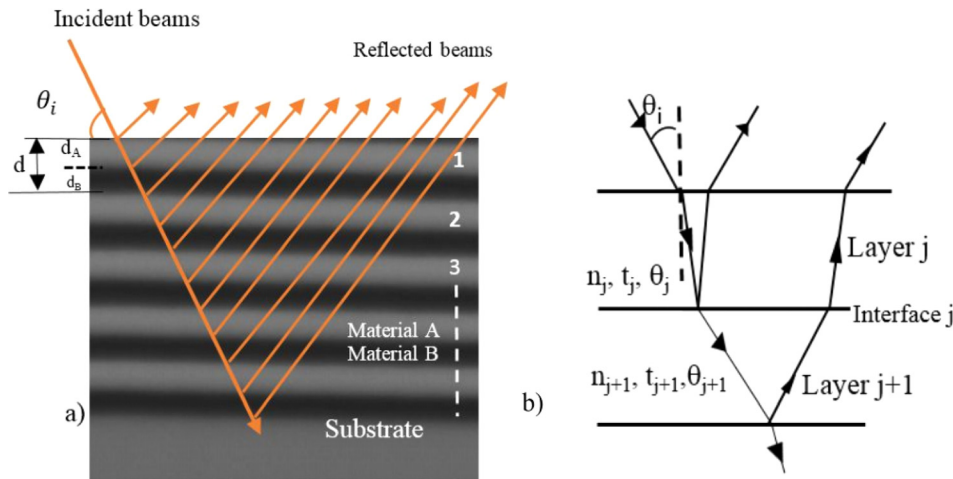 Incident beams
Reflected beams
θi
d
dA
dB
1
2
3
Material A
Material B
Substrate
a)
θi
nj, tj, θj
Layer j
Interface j
nj+1, tj+1,θj+1
Layer j+1
b)